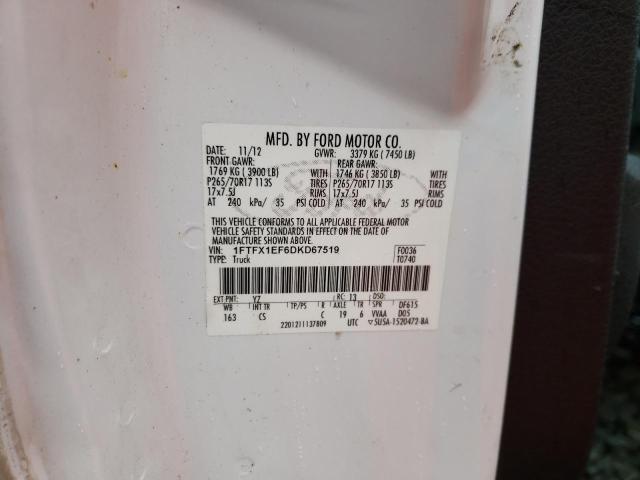 MFD. BY FORD MOTOR CO.
DATE: 11/12 GVWR: 3379 KG ( 7450 LB)
FRONT GAWR: REAR GAWR:
1769 KG ( 3900 LB) WITH 1746 KG ( 3850 LB) WITH
P265/70R17 113S TIRES P265/70R17 113S TIRES
17x7.5J RIMS 17x7.5J RIMS
AT 240 kPa/ 35 PSI COLD AT 240 kPa/ 35 PSI COLD
THIS VEHICLE CONFORMS TO ALL APPLICABLE FEDERAL MOTOR
VEHICLE SAFETY STANDARDS IN EFFECT ON THE DATE OF
MANUFACTURE SHOWN ABOVE.
VIN: 1FTFX1EF6DKD67519 F0036
TYPE: Truck T0740
EXT PNT: YZ RC: 13 DSO:
WB INT TR TP/PS R AXLE TR SPR DF615
163 CS C 19 6 VVAA D05
2201211137809 UTC ▽5U5A-1520472-BA